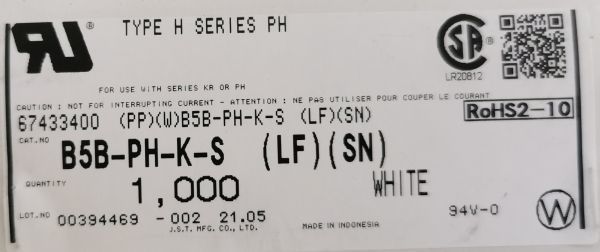 TYPE H SERIES PH
LR20812
FOR USE WITH SERIES KR OR PH
CAUTION : NOT FOR INTERRUPTING CURRENT - ATTENTION : NE PAS UTILISER POUR COUPER LE COURANT
67433400 (PP)(W)B5B-PH-K-S (LF)(SN)
RoHS2-10
CAT.NO
B5B-PH-K-S (LF)(SN)
QUANTITY
1,000 WHITE
LOT.NO 00394469 -002 21.05
94V-0
W
J.S.T. MFG. CO., LTD.
MADE IN INDONESIA